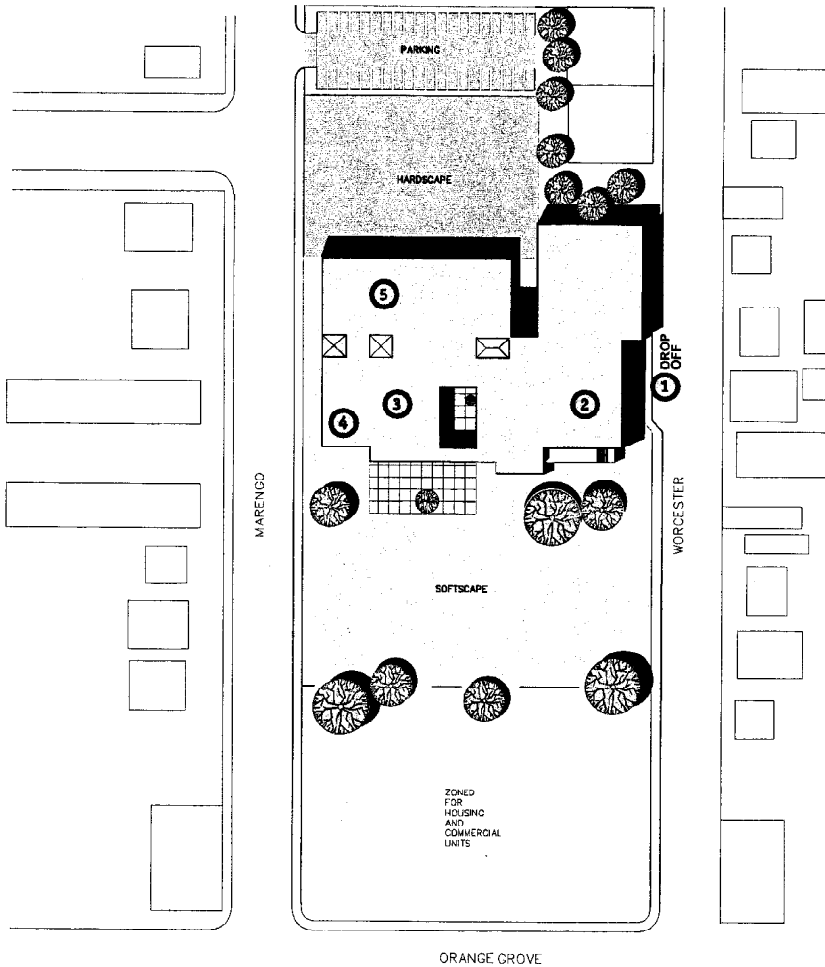 PARKING
HARDSCAPE
5
DROP
OFF
1
3
2
4
MARENGO
WORCESTER
SOFTSCAPE
ZONED
FOR
HOUSING
AND
COMMERCIAL
UNITS
ORANGE GROVE